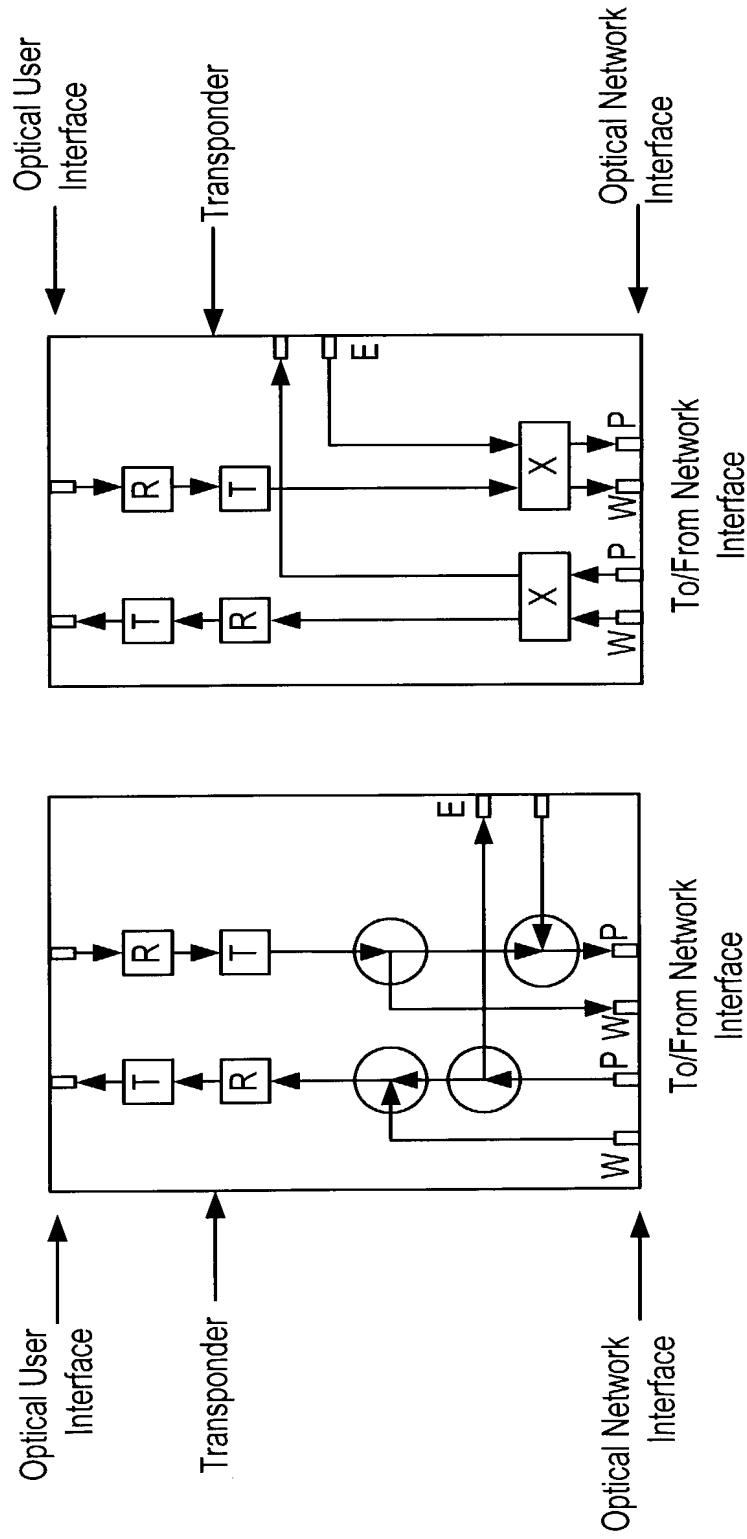 Optical User
Interface
Transponder
Optical Network
Interface
T
R
R
T
E
W
P
W
P
To/From Network
Interface
Optical User
Interface
Transponder
Optical Network
Interface
T
R
R
T
E
X
X
W
P
W
P
To/From Network
Interface